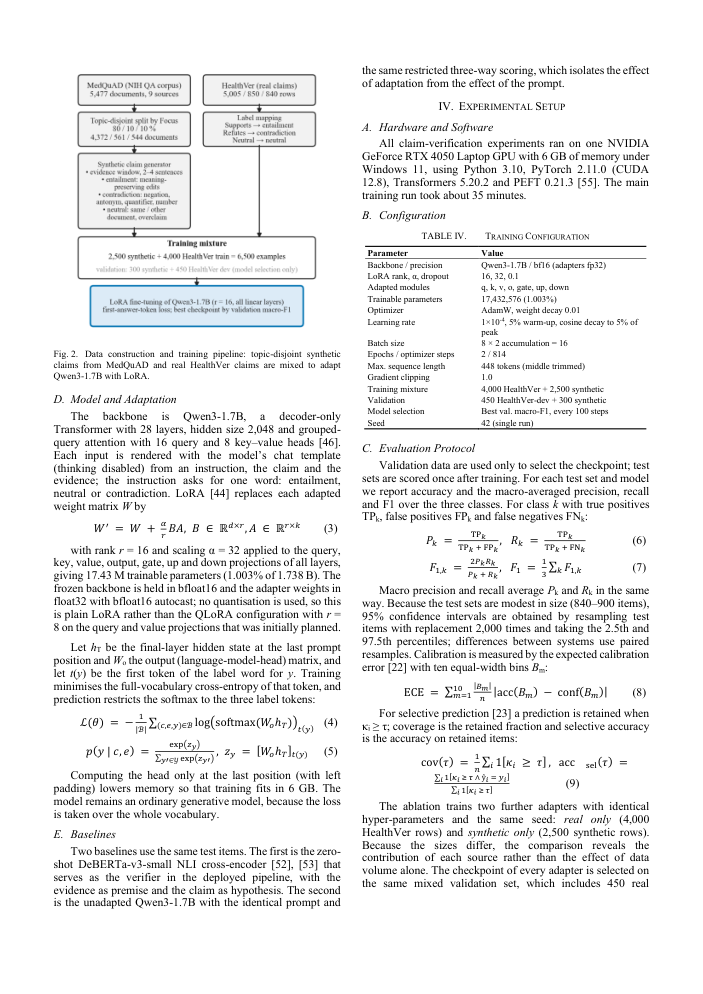 MedQuAD (NIH QA corpus)
5,477 documents, 9 sources
HealthVer (real claims)
5,005 / 850 / 840 rows
Topic-disjoint split by Focus
80 / 10 / 10 %
4,372 / 561 / 544 documents
Label mapping
Supports → entailment
Refutes → contradiction
Neutral → neutral
Synthetic claim generator
• evidence window, 2–4 sentences
• entailment: meaning-
preserving edits
• contradiction: negation,
antonym, quantifier, number
• neutral: same / other
document, overclaim
Training mixture
2,500 synthetic + 4,000 HealthVer train = 6,500 examples
validation: 300 synthetic + 450 HealthVer dev (model selection only)
LoRA fine-tuning of Qwen3-1.7B (r = 16, all linear layers)
first-answer-token loss; best checkpoint by validation macro-F1
Fig. 2. Data construction and training pipeline: topic-disjoint synthetic
claims from MedQuAD and real HealthVer claims are mixed to adapt
Qwen3-1.7B with LoRA.
D. Model and Adaptation
The backbone is Qwen3-1.7B, a decoder-only
Transformer with 28 layers, hidden size 2,048 and grouped-
query attention with 16 query and 8 key–value heads [46].
Each input is rendered with the model's chat template
(thinking disabled) from an instruction, the claim and the
evidence; the instruction asks for one word: entailment,
neutral or contradiction. LoRA [44] replaces each adapted
weight matrix W by
W′ = W + α/r BA, B ∈ ℝ^{d×r}, A ∈ ℝ^{r×k} (3)
with rank r = 16 and scaling α = 32 applied to the query,
key, value, output, gate, up and down projections of all layers,
giving 17.43 M trainable parameters (1.003% of 1.738 B). The
frozen backbone is held in bfloat16 and the adapter weights in
float32 with bfloat16 autocast; no quantisation is used, so this
is plain LoRA rather than the QLoRA configuration with r =
8 on the query and value projections that was initially planned.
Let h_T be the final-layer hidden state at the last prompt
position and W_o the output (language-model-head) matrix, and
let t(y) be the first token of the label word for y. Training
minimises the full-vocabulary cross-entropy of that token, and
prediction restricts the softmax to the three label tokens:
ℒ(θ) = −1/|ℬ| ∑_{(c,e,y)∈ℬ} log(softmax(W_o h_T))_{t(y)} (4)
p(y | c, e) = exp(z_y) / ∑_{y′∈𝒴} exp(z_{y′}), z_y = [W_o h_T]_{t(y)} (5)
Computing the head only at the last position (with left
padding) lowers memory so that training fits in 6 GB. The
model remains an ordinary generative model, because the loss
is taken over the whole vocabulary.
E. Baselines
Two baselines use the same test items. The first is the zero-
shot DeBERTa-v3-small NLI cross-encoder [52], [53] that
serves as the verifier in the deployed pipeline, with the
evidence as premise and the claim as hypothesis. The second
is the unadapted Qwen3-1.7B with the identical prompt and
the same restricted three-way scoring, which isolates the effect
of adaptation from the effect of the prompt.
IV. EXPERIMENTAL SETUP
A. Hardware and Software
All claim-verification experiments ran on one NVIDIA
GeForce RTX 4050 Laptop GPU with 6 GB of memory under
Windows 11, using Python 3.10, PyTorch 2.11.0 (CUDA
12.8), Transformers 5.20.2 and PEFT 0.21.3 [55]. The main
training run took about 35 minutes.
B. Configuration
TABLE IV. TRAINING CONFIGURATION
Parameter Value
Backbone / precision Qwen3-1.7B / bf16 (adapters fp32)
LoRA rank, α, dropout 16, 32, 0.1
Adapted modules q, k, v, o, gate, up, down
Trainable parameters 17,432,576 (1.003%)
Optimizer AdamW, weight decay 0.01
Learning rate 1×10⁻⁴, 5% warm-up, cosine decay to 5% of
peak
Batch size 8 × 2 accumulation = 16
Epochs / optimizer steps 2 / 814
Max. sequence length 448 tokens (middle trimmed)
Gradient clipping 1.0
Training mixture 4,000 HealthVer + 2,500 synthetic
Validation 450 HealthVer-dev + 300 synthetic
Model selection Best val. macro-F1, every 100 steps
Seed 42 (single run)
C. Evaluation Protocol
Validation data are used only to select the checkpoint; test
sets are scored once after training. For each test set and model
we report accuracy and the macro-averaged precision, recall
and F1 over the three classes. For class k with true positives
TP_k, false positives FP_k and false negatives FN_k:
P_k = TP_k / (TP_k + FP_k), R_k = TP_k / (TP_k + FN_k) (6)
F_{1,k} = 2P_k R_k / (P_k + R_k), F_1 = 1/3 ∑_k F_{1,k} (7)
Macro precision and recall average P_k and R_k in the same
way. Because the test sets are modest in size (840–900 items),
95% confidence intervals are obtained by resampling test
items with replacement 2,000 times and taking the 2.5th and
97.5th percentiles; differences between systems use paired
resamples. Calibration is measured by the expected calibration
error [22] with ten equal-width bins B_m:
ECE = ∑_{m=1}^{10} |B_m|/n |acc(B_m) − conf(B_m)| (8)
For selective prediction [23] a prediction is retained when
κ_i ≥ τ; coverage is the retained fraction and selective accuracy
is the accuracy on retained items:
cov(τ) = 1/n ∑_i 1[κ_i ≥ τ], acc_sel(τ) =
∑_i 1[κ_i ≥ τ ∧ ŷ_i = y_i] / ∑_i 1[κ_i ≥ τ] (9)
The ablation trains two further adapters with identical
hyper-parameters and the same seed: real only (4,000
HealthVer rows) and synthetic only (2,500 synthetic rows).
Because the sizes differ, the comparison reveals the
contribution of each source rather than the effect of data
volume alone. The checkpoint of every adapter is selected on
the same mixed validation set, which includes 450 real